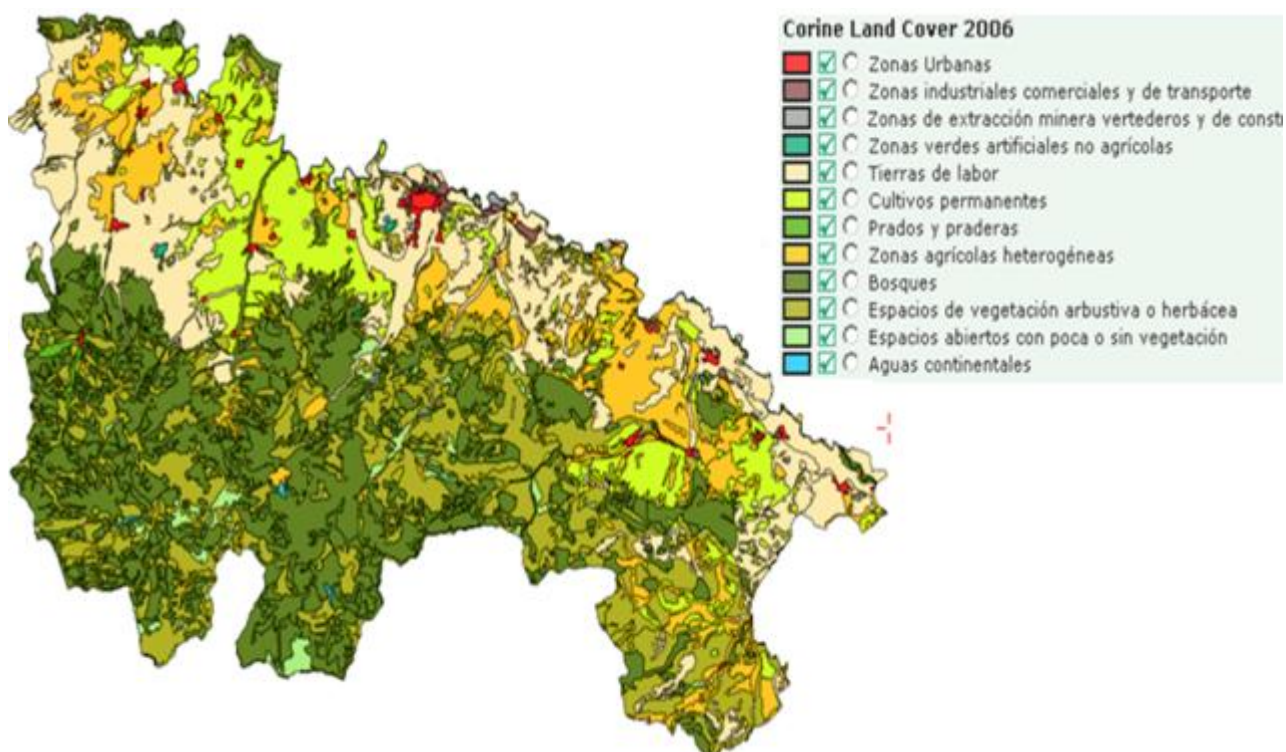 Corine Land Cover 2006
Zonas Urbanas
Zonas industriales comerciales y de transporte
Zonas de extracción minera vertederos y de constr
Zonas verdes artificiales no agrícolas
Tierras de labor
Cultivos permanentes
Prados y praderas
Zonas agrícolas heterogéneas
Bosques
Espacios de vegetación arbustiva o herbácea
Espacios abiertos con poca o sin vegetación
Aguas continentales